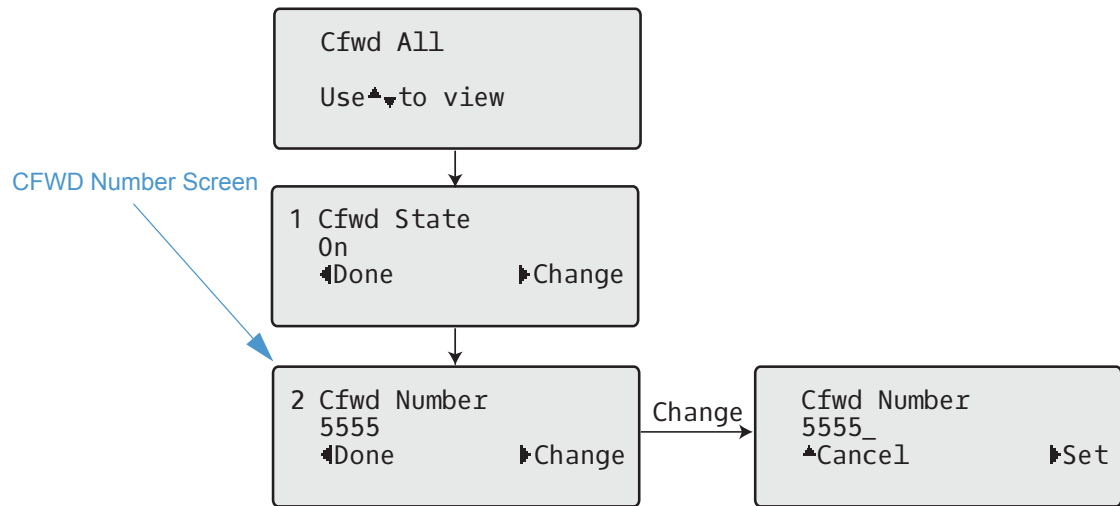 Cfwd All
Use▲▼to view
CFWD Number Screen
1 Cfwd State
On
◀Done ▶Change
2 Cfwd Number
5555
◀Done ▶Change
Change
Cfwd Number
5555_
▲Cancel ▶Set